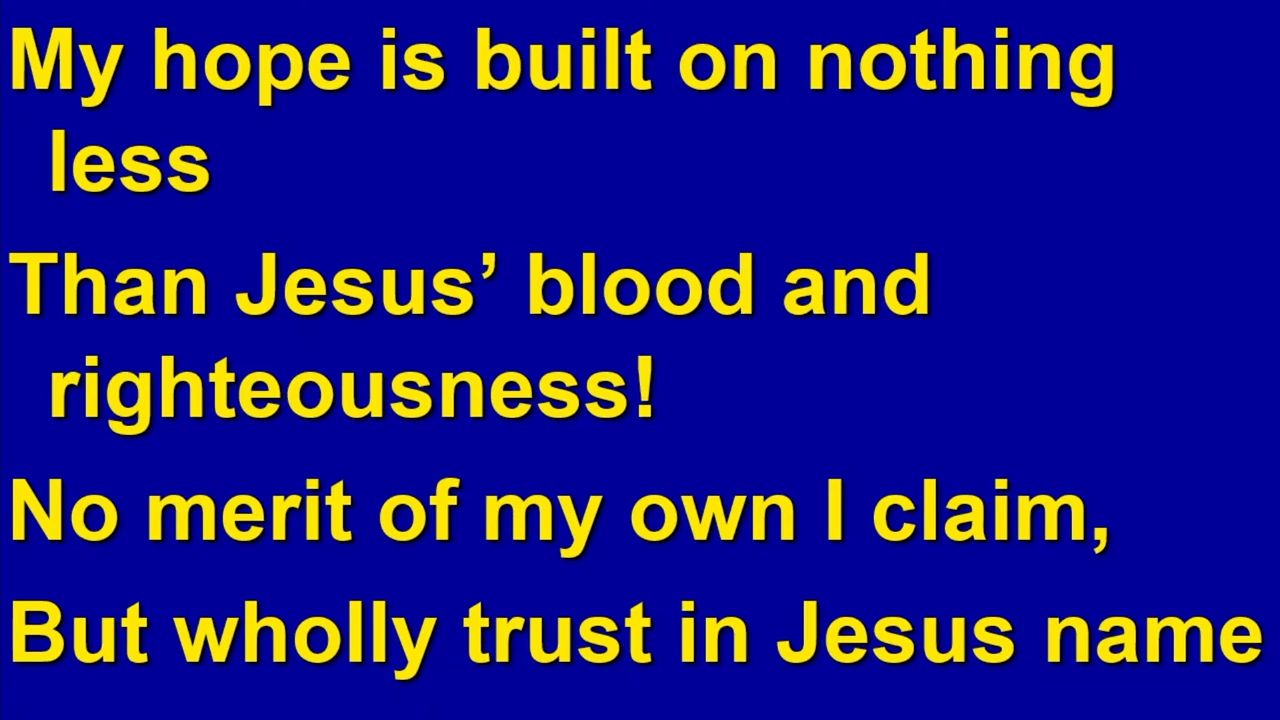 My hope is built on nothing
less
Than Jesus’ blood and
righteousness!
No merit of my own I claim,
But wholly trust in Jesus name